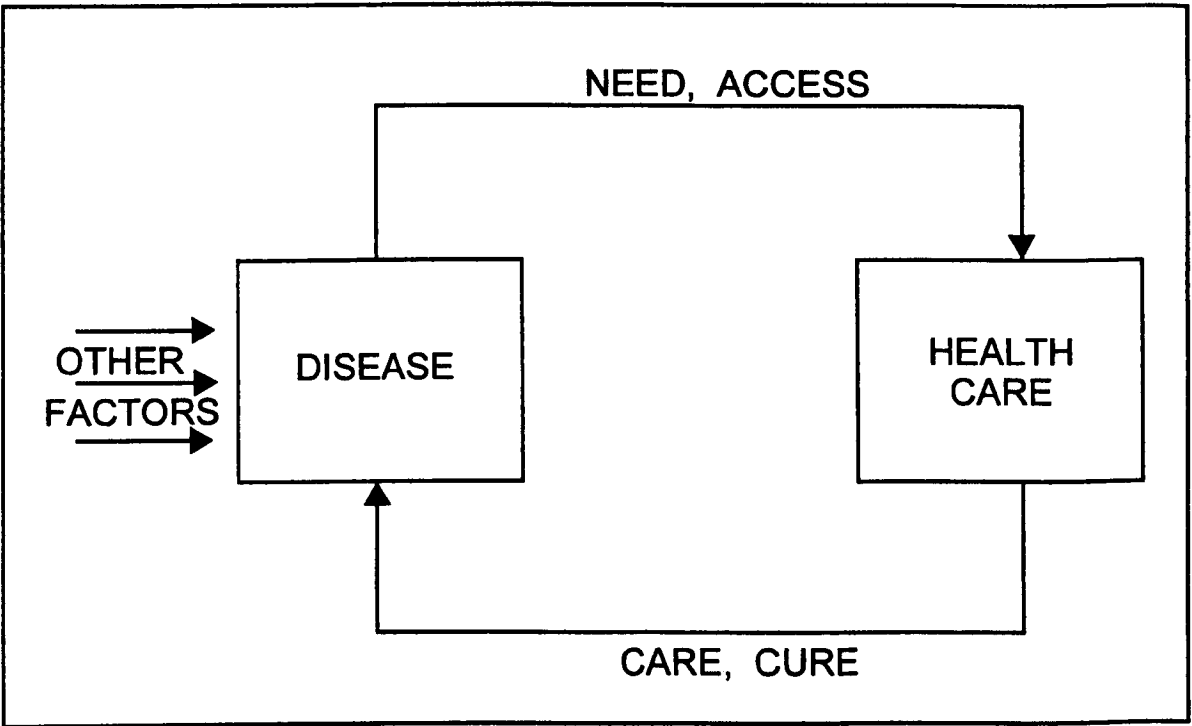 NEED, ACCESS
OTHER
FACTORS
DISEASE
HEALTH
CARE
CARE, CURE